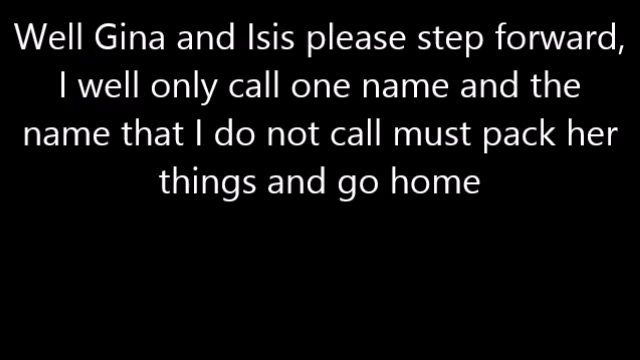 Well Gina and Isis please step forward,
I well only call one name and the
name that I do not call must pack her
things and go home